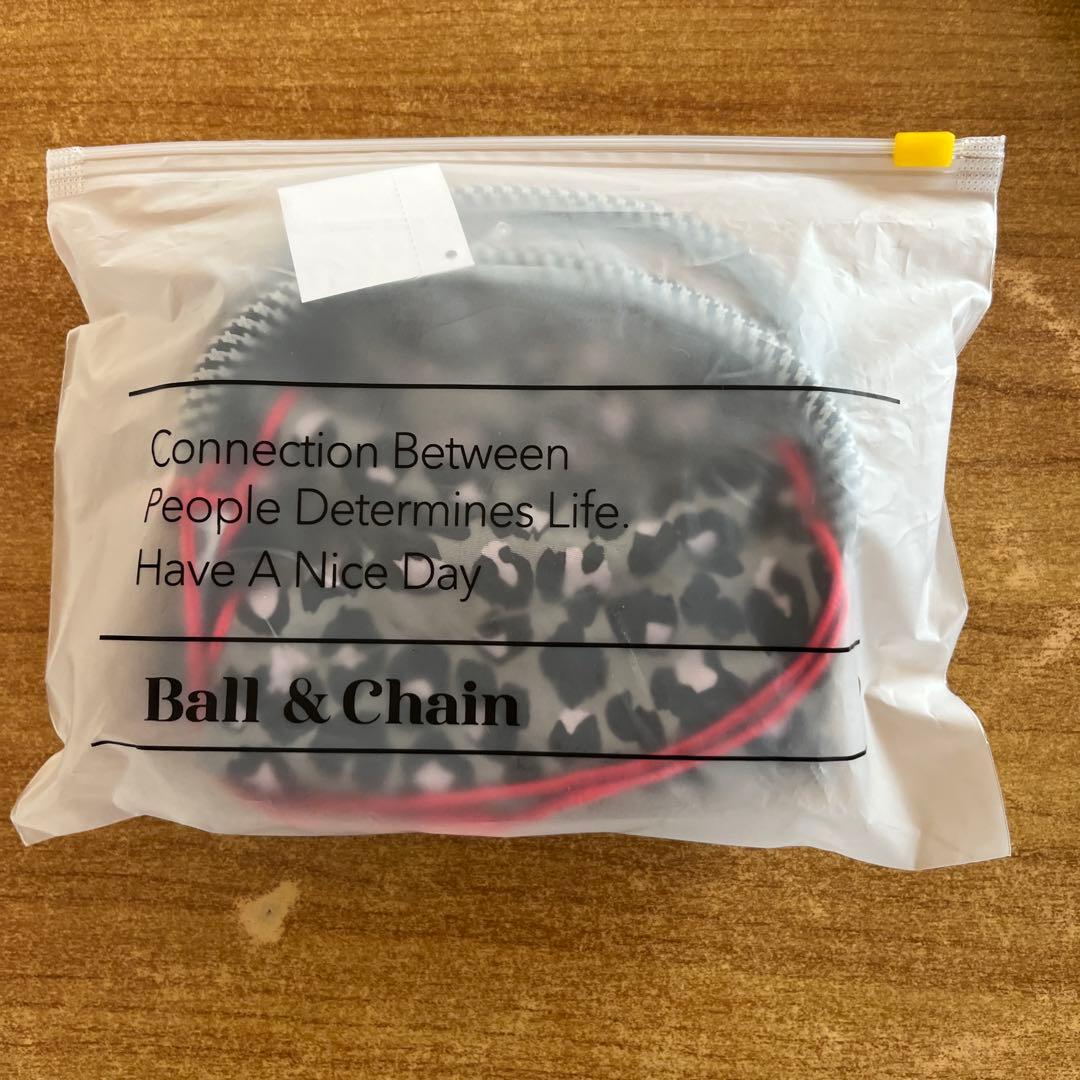 Connection Between
People Determines Life.
Have A Nice Day
Ball & Chain